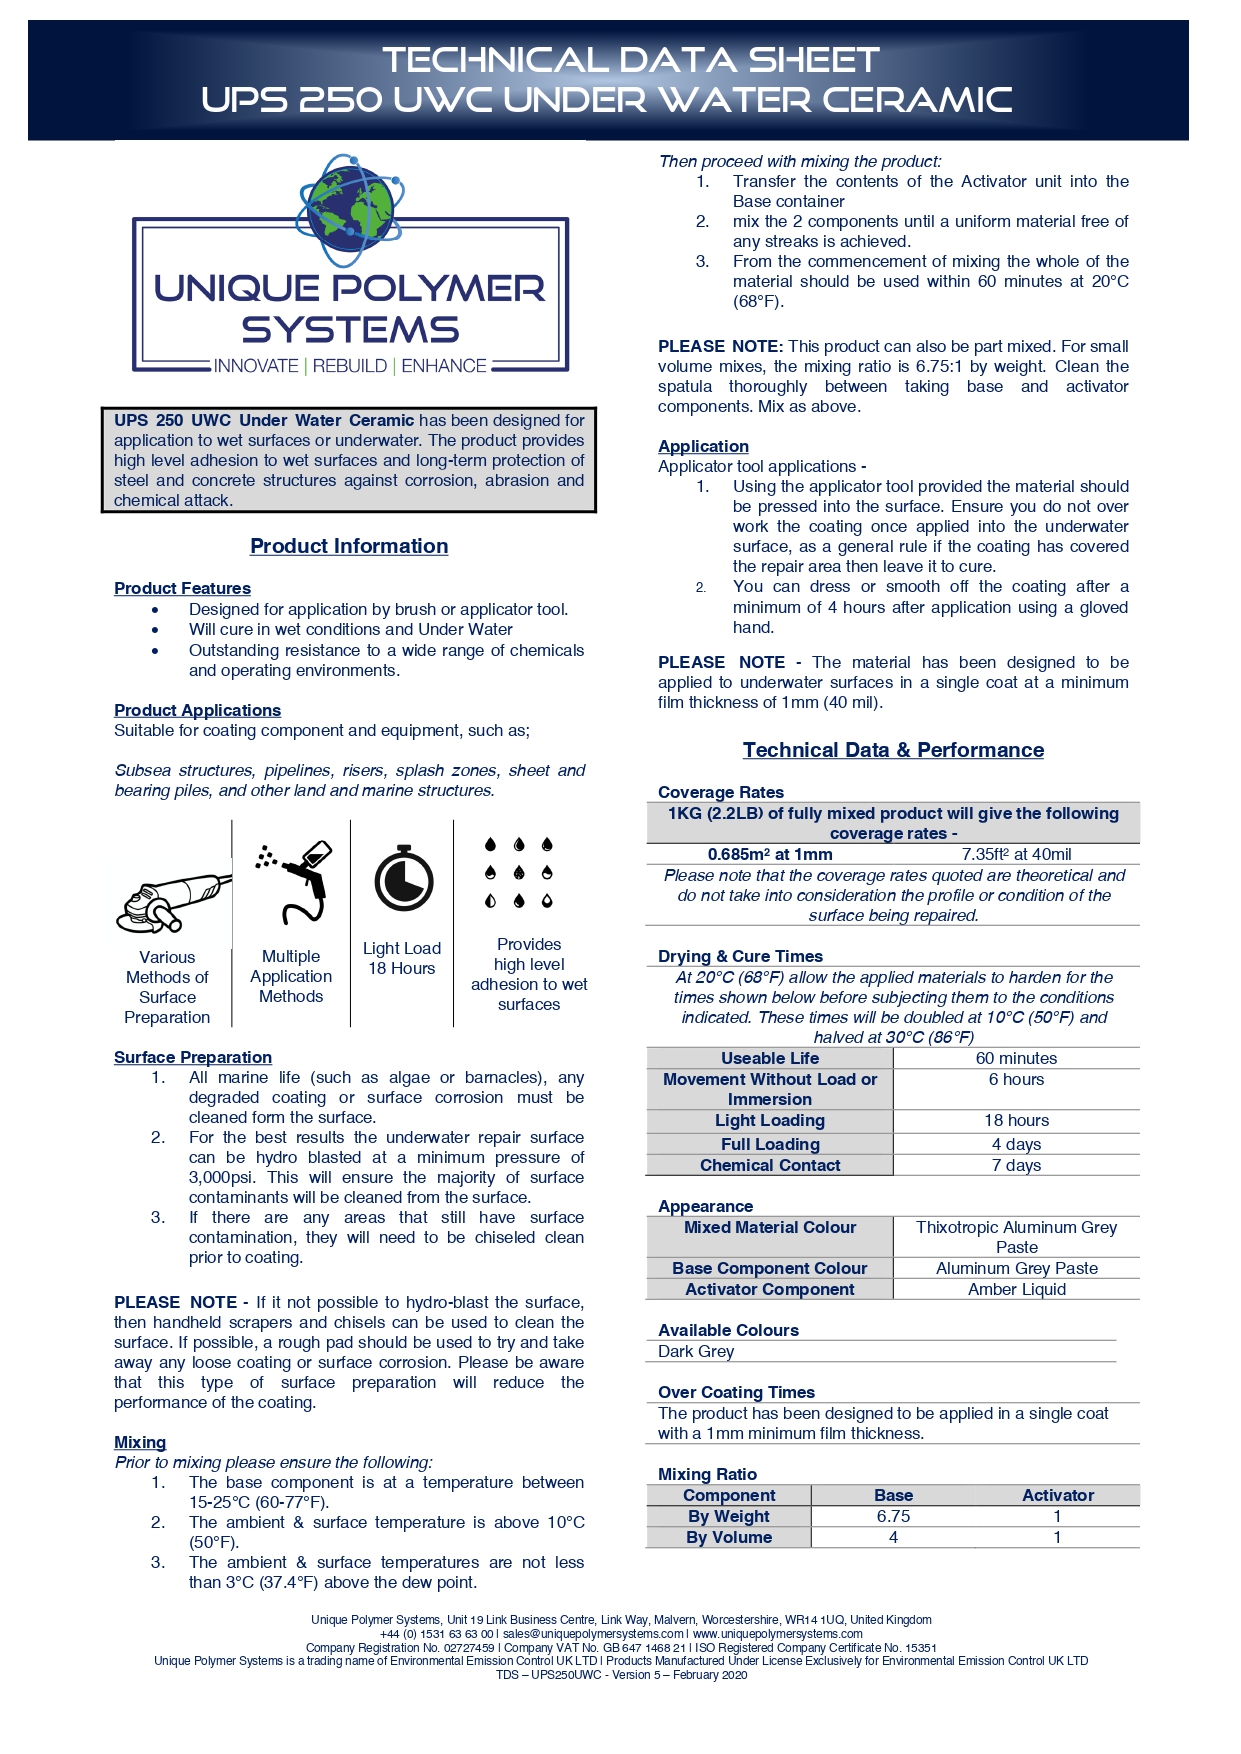 TECHNICAL DATA SHEET
UPS 250 UWC UNDER WATER CERAMIC
UNIQUE POLYMER
SYSTEMS
INNOVATE | REBUILD | ENHANCE
UPS 250 UWC Under Water Ceramic has been designed for
application to wet surfaces or underwater. The product provides
high level adhesion to wet surfaces and long-term protection of
steel and concrete structures against corrosion, abrasion and
chemical attack.
Product Information
Product Features
• Designed for application by brush or applicator tool.
• Will cure in wet conditions and Under Water
• Outstanding resistance to a wide range of chemicals
and operating environments.
Product Applications
Suitable for coating component and equipment, such as;
Subsea structures, pipelines, risers, splash zones, sheet and
bearing piles, and other land and marine structures.
Various
Methods of
Surface
Preparation
Multiple
Application
Methods
Light Load
18 Hours
Provides
high level
adhesion to wet
surfaces
Surface Preparation
1. All marine life (such as algae or barnacles), any
degraded coating or surface corrosion must be
cleaned form the surface.
2. For the best results the underwater repair surface
can be hydro blasted at a minimum pressure of
3,000psi. This will ensure the majority of surface
contaminants will be cleaned from the surface.
3. If there are any areas that still have surface
contamination, they will need to be chiseled clean
prior to coating.
PLEASE NOTE - If it not possible to hydro-blast the surface,
then handheld scrapers and chisels can be used to clean the
surface. If possible, a rough pad should be used to try and take
away any loose coating or surface corrosion. Please be aware
that this type of surface preparation will reduce the
performance of the coating.
Mixing
Prior to mixing please ensure the following:
1. The base component is at a temperature between
15-25°C (60-77°F).
2. The ambient & surface temperature is above 10°C
(50°F).
3. The ambient & surface temperatures are not less
than 3°C (37.4°F) above the dew point.
Then proceed with mixing the product:
1. Transfer the contents of the Activator unit into the
Base container
2. mix the 2 components until a uniform material free of
any streaks is achieved.
3. From the commencement of mixing the whole of the
material should be used within 60 minutes at 20°C
(68°F).
PLEASE NOTE: This product can also be part mixed. For small
volume mixes, the mixing ratio is 6.75:1 by weight. Clean the
spatula thoroughly between taking base and activator
components. Mix as above.
Application
Applicator tool applications -
1. Using the applicator tool provided the material should
be pressed into the surface. Ensure you do not over
work the coating once applied into the underwater
surface, as a general rule if the coating has covered
the repair area then leave it to cure.
2. You can dress or smooth off the coating after a
minimum of 4 hours after application using a gloved
hand.
PLEASE NOTE - The material has been designed to be
applied to underwater surfaces in a single coat at a minimum
film thickness of 1mm (40 mil).
Technical Data & Performance
Coverage Rates
1KG (2.2LB) of fully mixed product will give the following
coverage rates -
0.685m² at 1mm 7.35ft² at 40mil
Please note that the coverage rates quoted are theoretical and
do not take into consideration the profile or condition of the
surface being repaired.
Drying & Cure Times
At 20°C (68°F) allow the applied materials to harden for the
times shown below before subjecting them to the conditions
indicated. These times will be doubled at 10°C (50°F) and
halved at 30°C (86°F)
Useable Life 60 minutes
Movement Without Load or 6 hours
Immersion
Light Loading 18 hours
Full Loading 4 days
Chemical Contact 7 days
Appearance
Mixed Material Colour Thixotropic Aluminum Grey
Paste
Base Component Colour Aluminum Grey Paste
Activator Component Amber Liquid
Available Colours
Dark Grey
Over Coating Times
The product has been designed to be applied in a single coat
with a 1mm minimum film thickness.
Mixing Ratio
Component Base Activator
By Weight 6.75 1
By Volume 4 1
Unique Polymer Systems, Unit 19 Link Business Centre, Link Way, Malvern, Worcestershire, WR14 1UQ, United Kingdom
+44 (0) 1531 63 63 00 | sales@uniquepolymersystems.com | www.uniquepolymersystems.com
Company Registration No. 02727459 | Company VAT No. GB 647 1468 21 | ISO Registered Company Certificate No. 15351
Unique Polymer Systems is a trading name of Environmental Emission Control UK LTD | Products Manufactured Under License Exclusively for Environmental Emission Control UK LTD
TDS – UPS250UWC - Version 5 – February 2020